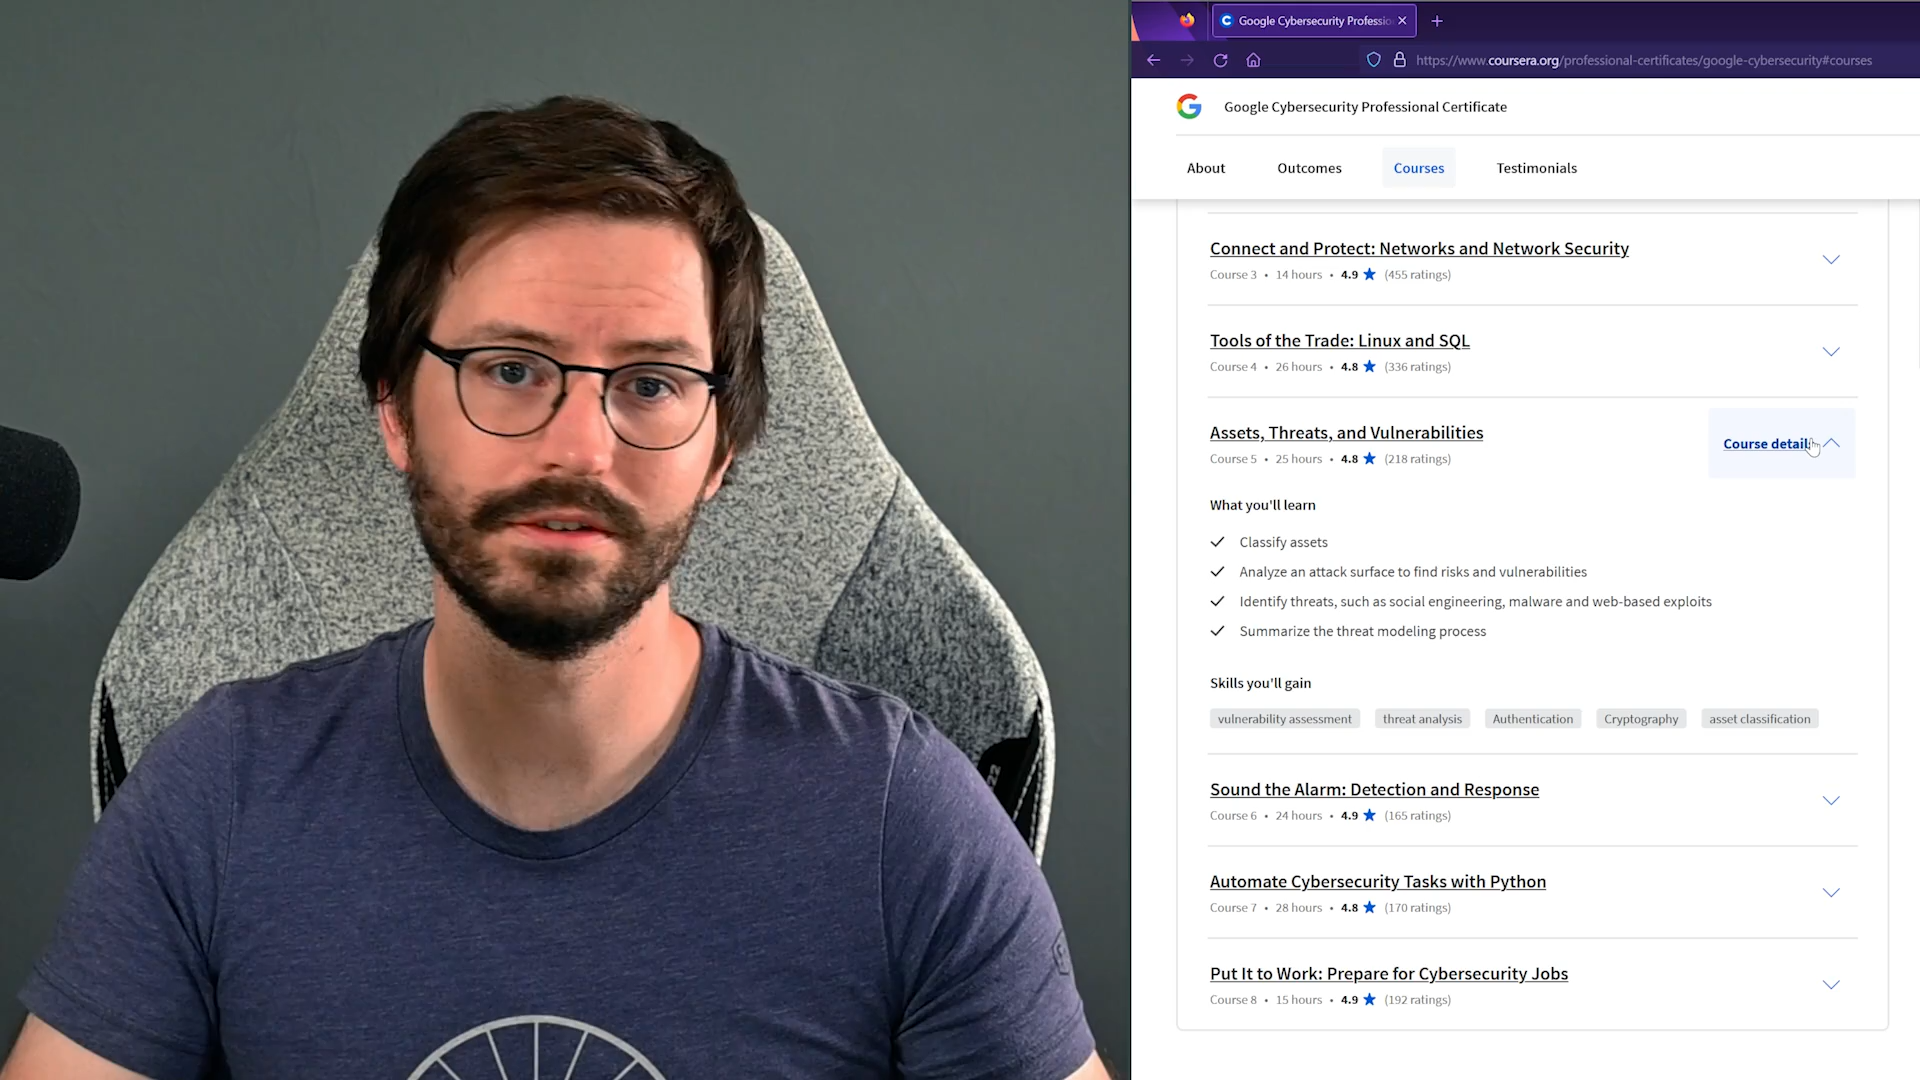 Google Cybersecurity Professio
https://www.coursera.org/professional-certificates/google-cybersecurity#courses
Google Cybersecurity Professional Certificate
About Outcomes Courses Testimonials
Connect and Protect: Networks and Network Security
Course 3 • 14 hours • 4.9 ★ (455 ratings)
Tools of the Trade: Linux and SQL
Course 4 • 26 hours • 4.8 ★ (336 ratings)
Assets, Threats, and Vulnerabilities
Course details
Course 5 • 25 hours • 4.8 ★ (218 ratings)
What you'll learn
Classify assets
Analyze an attack surface to find risks and vulnerabilities
Identify threats, such as social engineering, malware and web-based exploits
Summarize the threat modeling process
Skills you'll gain
vulnerability assessment threat analysis Authentication Cryptography asset classification
Sound the Alarm: Detection and Response
Course 6 • 24 hours • 4.9 ★ (165 ratings)
Automate Cybersecurity Tasks with Python
Course 7 • 28 hours • 4.8 ★ (170 ratings)
Put It to Work: Prepare for Cybersecurity Jobs
Course 8 • 15 hours • 4.9 ★ (192 ratings)